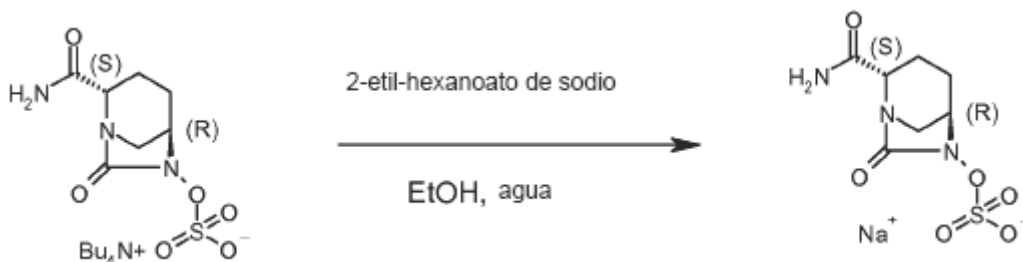 O
(S)
H₂N
N
(R)
O
N
O
O
S
O
O⁻
Bu₄N+
2-etil-hexanoato de sodio
EtOH, agua
O
(S)
H₂N
N
(R)
O
N
O
O
S
O
O⁻
Na⁺